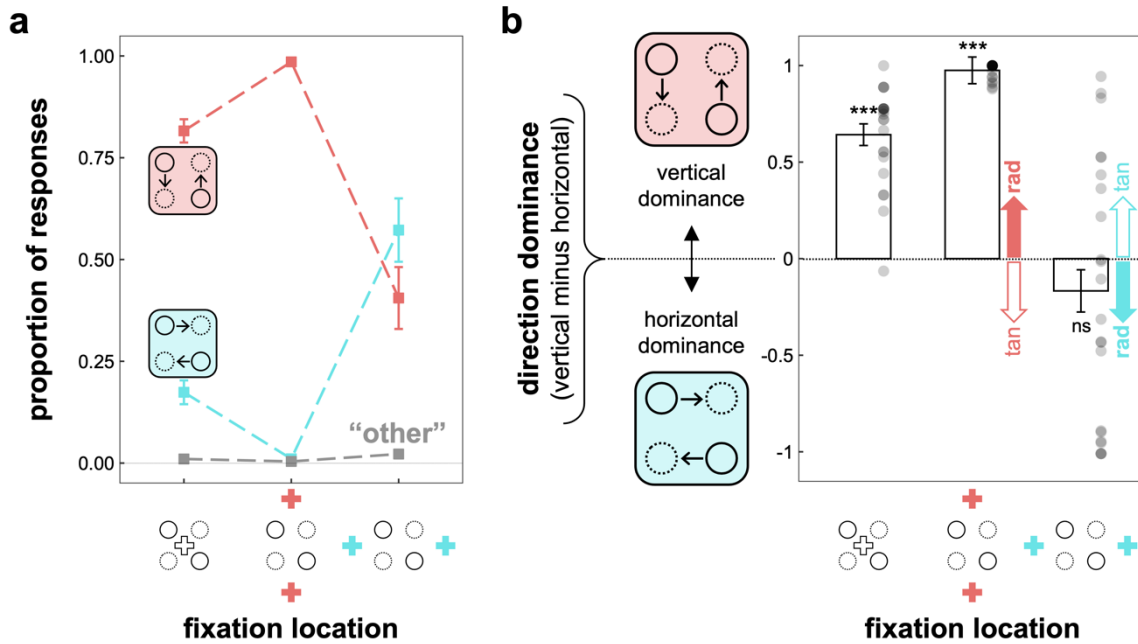 a
proportion of responses
1.00
0.75
0.50
0.25
0.00
“other”
fixation location
b
direction dominance
(vertical minus horizontal)
vertical
dominance
horizontal
dominance
1
0.5
0
-0.5
-1
***
***
ns
rad
tan
tan
rad
fixation location